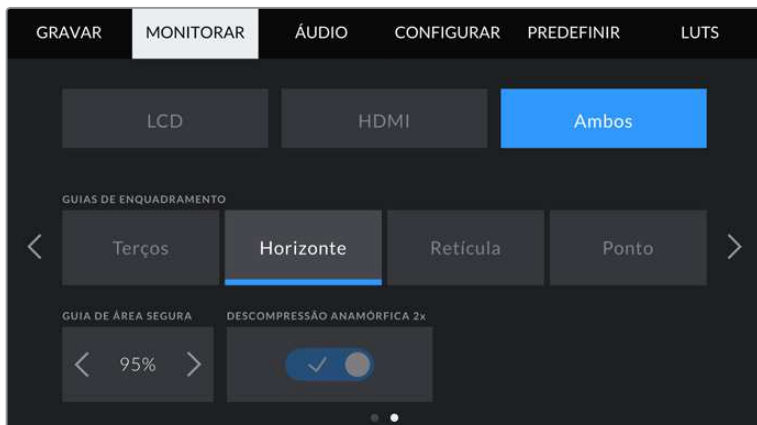 GRAVAR MONITORAR ÁUDIO CONFIGURAR PREDEFINIR LUTS
LCD HDMI Ambos
GUIAS DE ENQUADRAMENTO
Terços Horizonte Retícula Ponto
GUIA DE ÁREA SEGURA DESCOMPRESSÃO ANAMÓRFICA 2x
95%